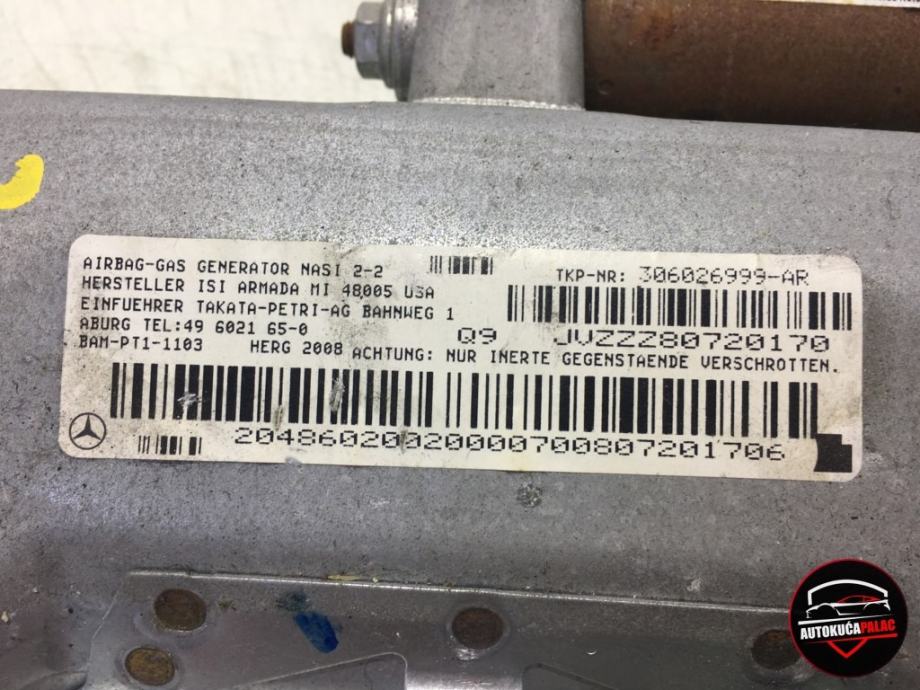 AIRBAG-GAS GENERATOR NASI 2-2
HERSTELLER ISI ARMADA MI 48005 USA
EINFUEHRER TAKATA-PETRI-AG BAHNWEG 1
ABURG TEL:49 6021 65-0
BAM-PT1-1103 HERG 2008 ACHTUNG: NUR INERTE GEGENSTAENDE VERSCHROTTEN.
TKP-NR: 306026999-AR
Q9 JVZZZ80720170
2048602002000070080720170​6
AUTOKUĆA PALAC